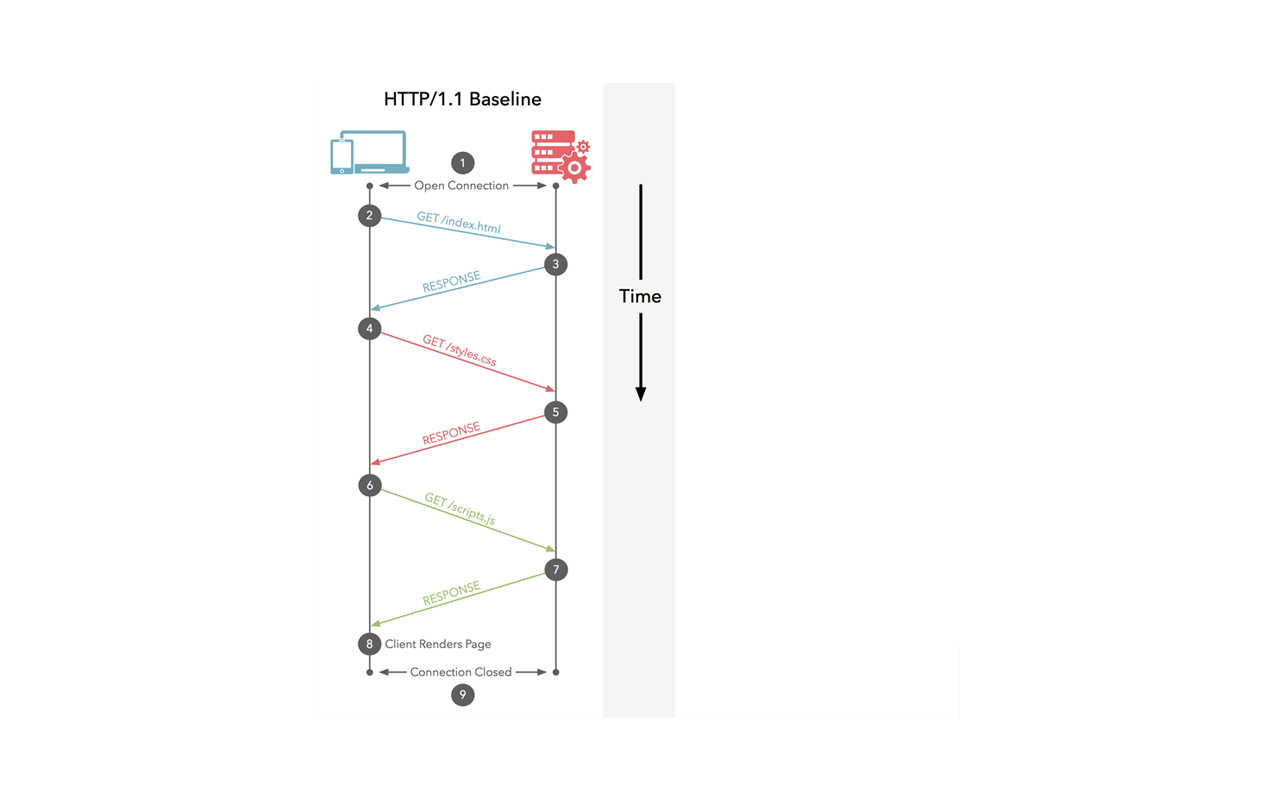 HTTP/1.1 Baseline
1
Open Connection
2
GET /index.html
3
RESPONSE
Time
4
GET /styles.css
5
RESPONSE
6
GET /scripts.js
7
RESPONSE
8 Client Renders Page
Connection Closed
9